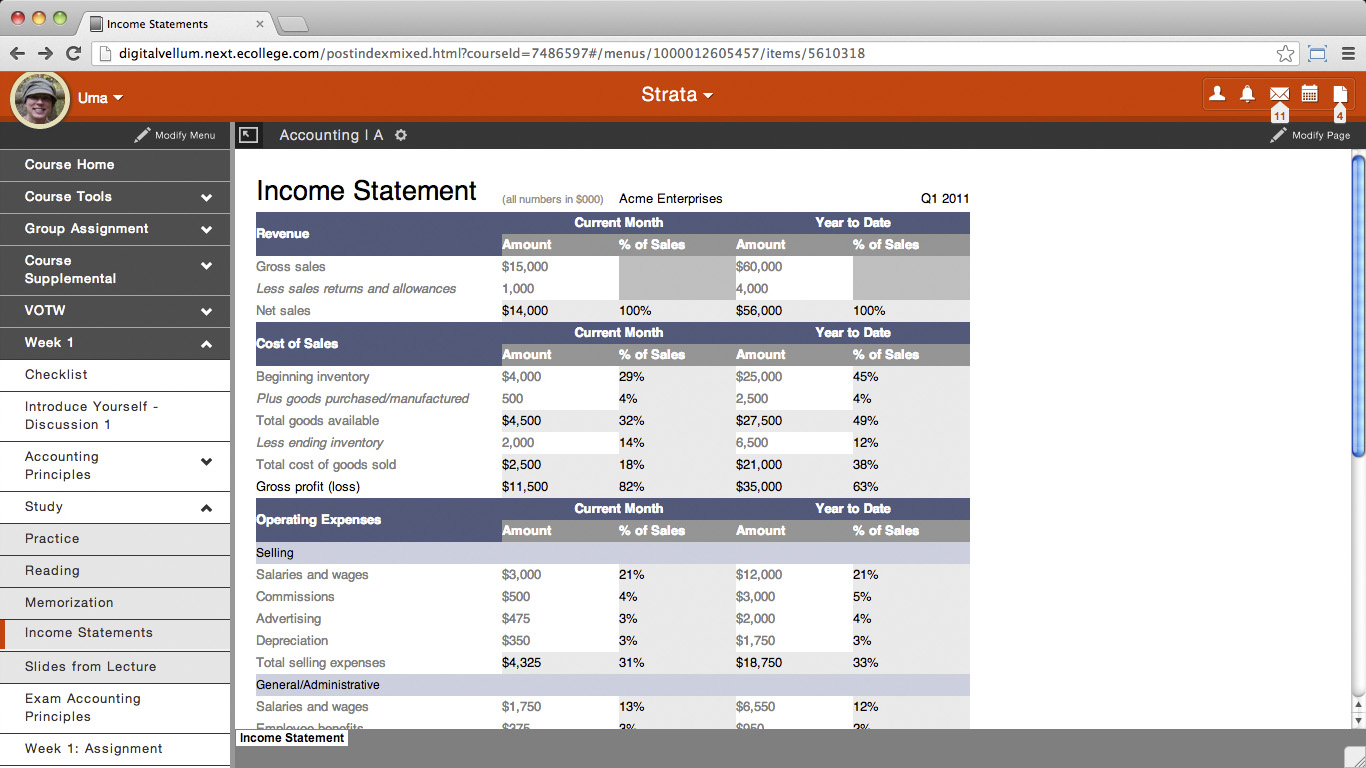 Income Statements
digitalvellum.next.ecollege.com/postindexmixed.html?courseId=7486597#/menus/1000012605457/items/5610318
Uma
Strata
11
4
Modify Menu
Accounting I A
Modify Page
Course Home
Course Tools
Group Assignment
Course
Supplemental
VOTW
Week 1
Checklist
Introduce Yourself -
Discussion 1
Accounting
Principles
Study
Practice
Reading
Memorization
Income Statements
Slides from Lecture
Exam Accounting
Principles
Week 1: Assignment
Income Statement (all numbers in $000) Acme Enterprises Q1 2011
Revenue Current Month Year to Date
Amount % of Sales Amount % of Sales
Gross sales $15,000 $60,000
Less sales returns and allowances 1,000 4,000
Net sales $14,000 100% $56,000 100%
Cost of Sales Current Month Year to Date
Amount % of Sales Amount % of Sales
Beginning inventory $4,000 29% $25,000 45%
Plus goods purchased/manufactured 500 4% 2,500 4%
Total goods available $4,500 32% $27,500 49%
Less ending inventory 2,000 14% 6,500 12%
Total cost of goods sold $2,500 18% $21,000 38%
Gross profit (loss) $11,500 82% $35,000 63%
Operating Expenses Current Month Year to Date
Amount % of Sales Amount % of Sales
Selling
Salaries and wages $3,000 21% $12,000 21%
Commissions $500 4% $3,000 5%
Advertising $475 3% $2,000 4%
Depreciation $350 3% $1,750 3%
Total selling expenses $4,325 31% $18,750 33%
General/Administrative
Salaries and wages $1,750 13% $6,550 12%
Employee benefits
Income Statement